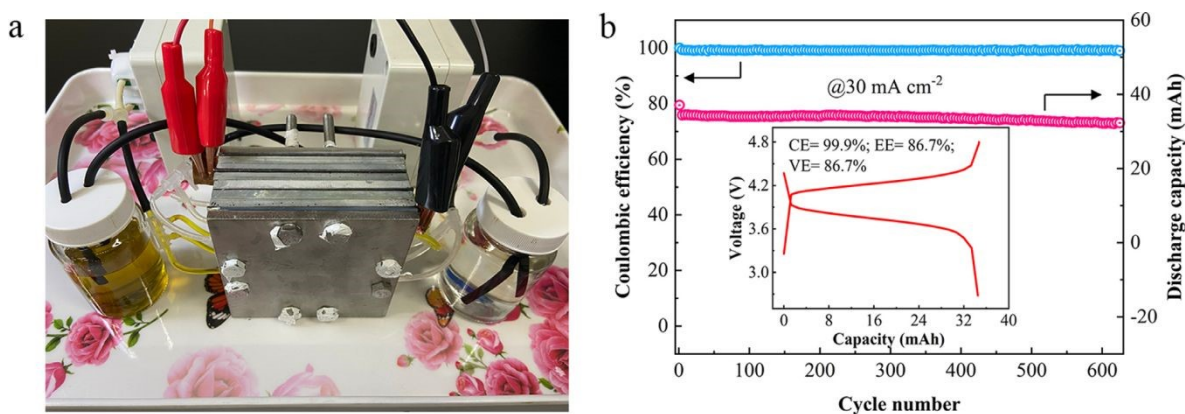 a
b
100
80
60
40
20
0
Coulombic efficiency (%)
60
40
20
0
-20
Discharge capacity (mAh)
@30 mA cm-2
CE= 99.9%; EE= 86.7%;
VE= 86.7%
4.8
4.2
3.6
3.0
Voltage (V)
0 8 16 24 32 40
Capacity (mAh)
0 100 200 300 400 500 600
Cycle number